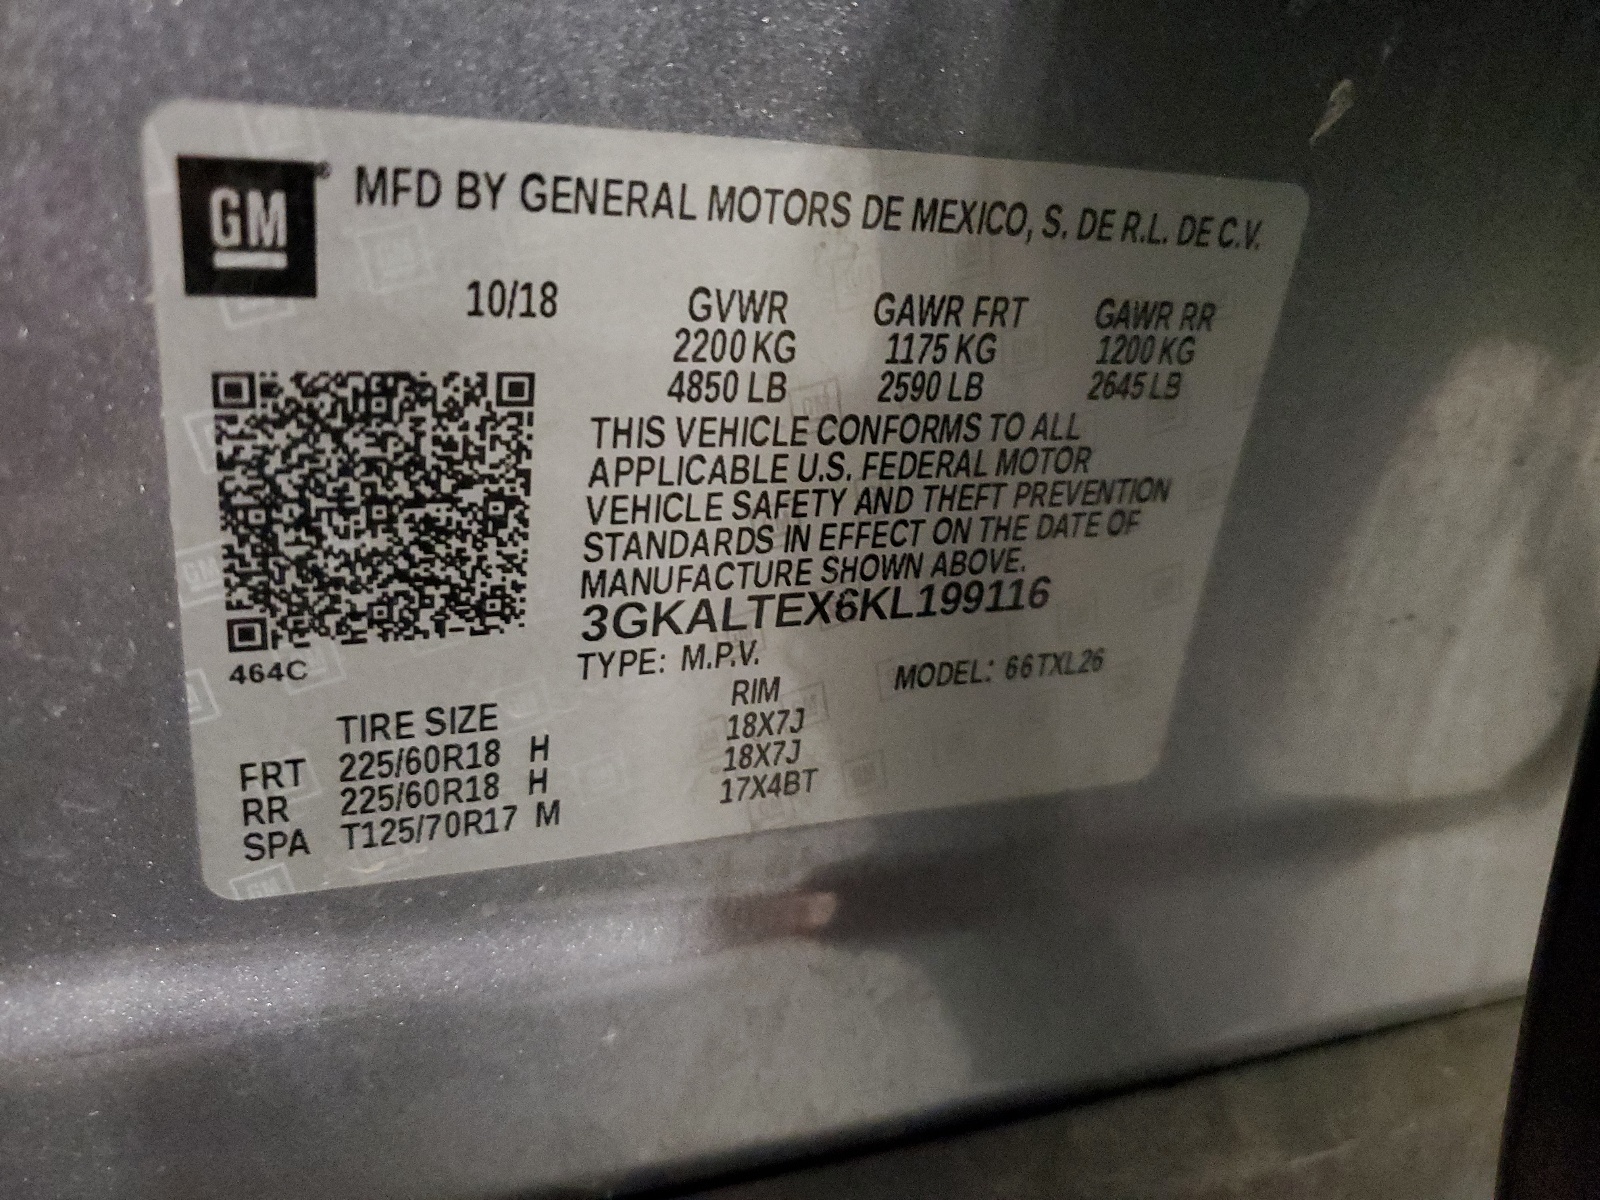 GM® MFD BY GENERAL MOTORS DE MEXICO, S. DE R.L. DE C.V.
10/18 GVWR GAWR FRT GAWR RR
2200 KG 1175 KG 1200 KG
4850 LB 2590 LB 2645 LB
THIS VEHICLE CONFORMS TO ALL
APPLICABLE U.S. FEDERAL MOTOR
VEHICLE SAFETY AND THEFT PREVENTION
STANDARDS IN EFFECT ON THE DATE OF
MANUFACTURE SHOWN ABOVE.
3GKALTEX6KL199116
464C
TYPE: M.P.V. MODEL: 66TXL26
TIRE SIZE RIM
FRT 225/60R18 H 18X7J
RR 225/60R18 H 18X7J
SPA T125/70R17 M 17X4BT